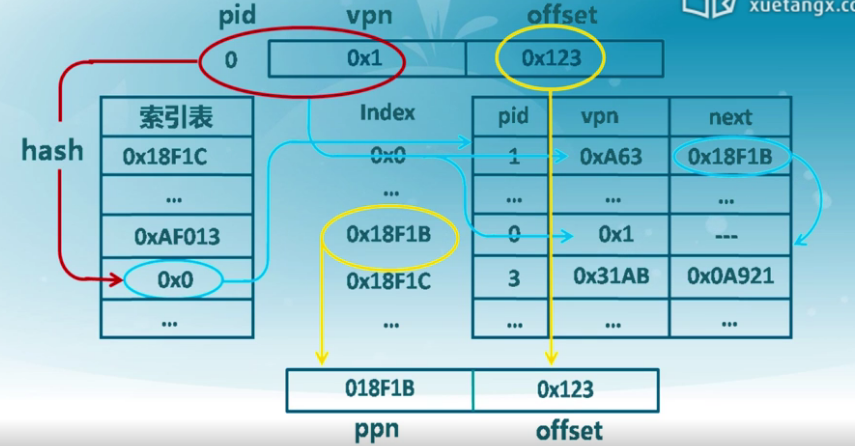 xuetangx.co
pid vpn offset
0 0x1 0x123
索引表 Index pid vpn next
hash
0x18F1C 0x0 1 0xA63 0x18F1B
... ... ... ... ...
0xAF013 0x18F1B 0 0x1 ---
0x0 0x18F1C 3 0x31AB 0x0A921
... ... ... ... ...
018F1B 0x123
ppn offset